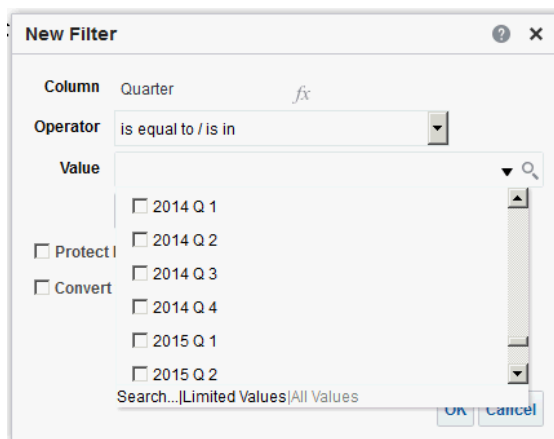 New Filter
Column Quarter fx
Operator is equal to / is in
Value
2014 Q 1
2014 Q 2
Protect
2014 Q 3
Convert
2014 Q 4
2015 Q 1
2015 Q 2
Search...|Limited Values|All Values
OK Cancel